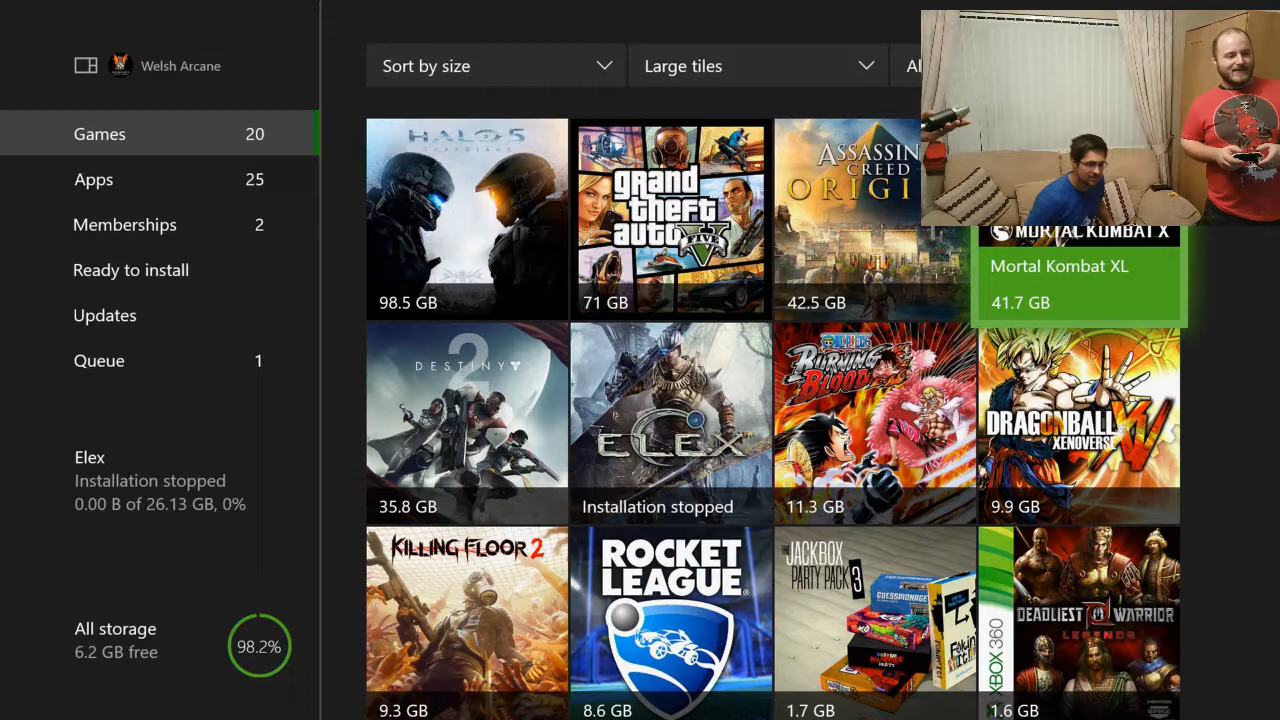 Welsh Arcane
Sort by size
Large tiles
Al
Games 20
Apps 25
Memberships 2
Ready to install
Updates
Queue 1
Elex
Installation stopped
0.00 B of 26.13 GB, 0%
All storage
6.2 GB free
98.2%
HALO 5
GUARDIANS
98.5 GB
grand
theft
auto
FIVE
71 GB
ASSASSIN
CREED
ORIGI
42.5 GB
MORTAL KOMBAT X
Mortal Kombat XL
41.7 GB
2
DESTINY
35.8 GB
ELEX
Installation stopped
ONE PIECE
BURNING
BLOOD
11.3 GB
DRAGONBALL
XENOVERSE
XV
9.9 GB
KILLING FLOOR 2
9.3 GB
ROCKET
LEAGUE
8.6 GB
THE
JACKBOX
PARTY PACK 3
GUESSPIONAGE
1.7 GB
XBOX 360
DEADLIEST WARRIOR
LEGENDS
1.6 GB